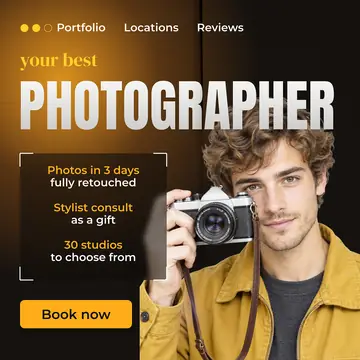 Portfolio Locations Reviews
your best
PHOTOGRAPHER
Photos in 3 days
fully retouched
Stylist consult
as a gift
30 studios
to choose from
Book now